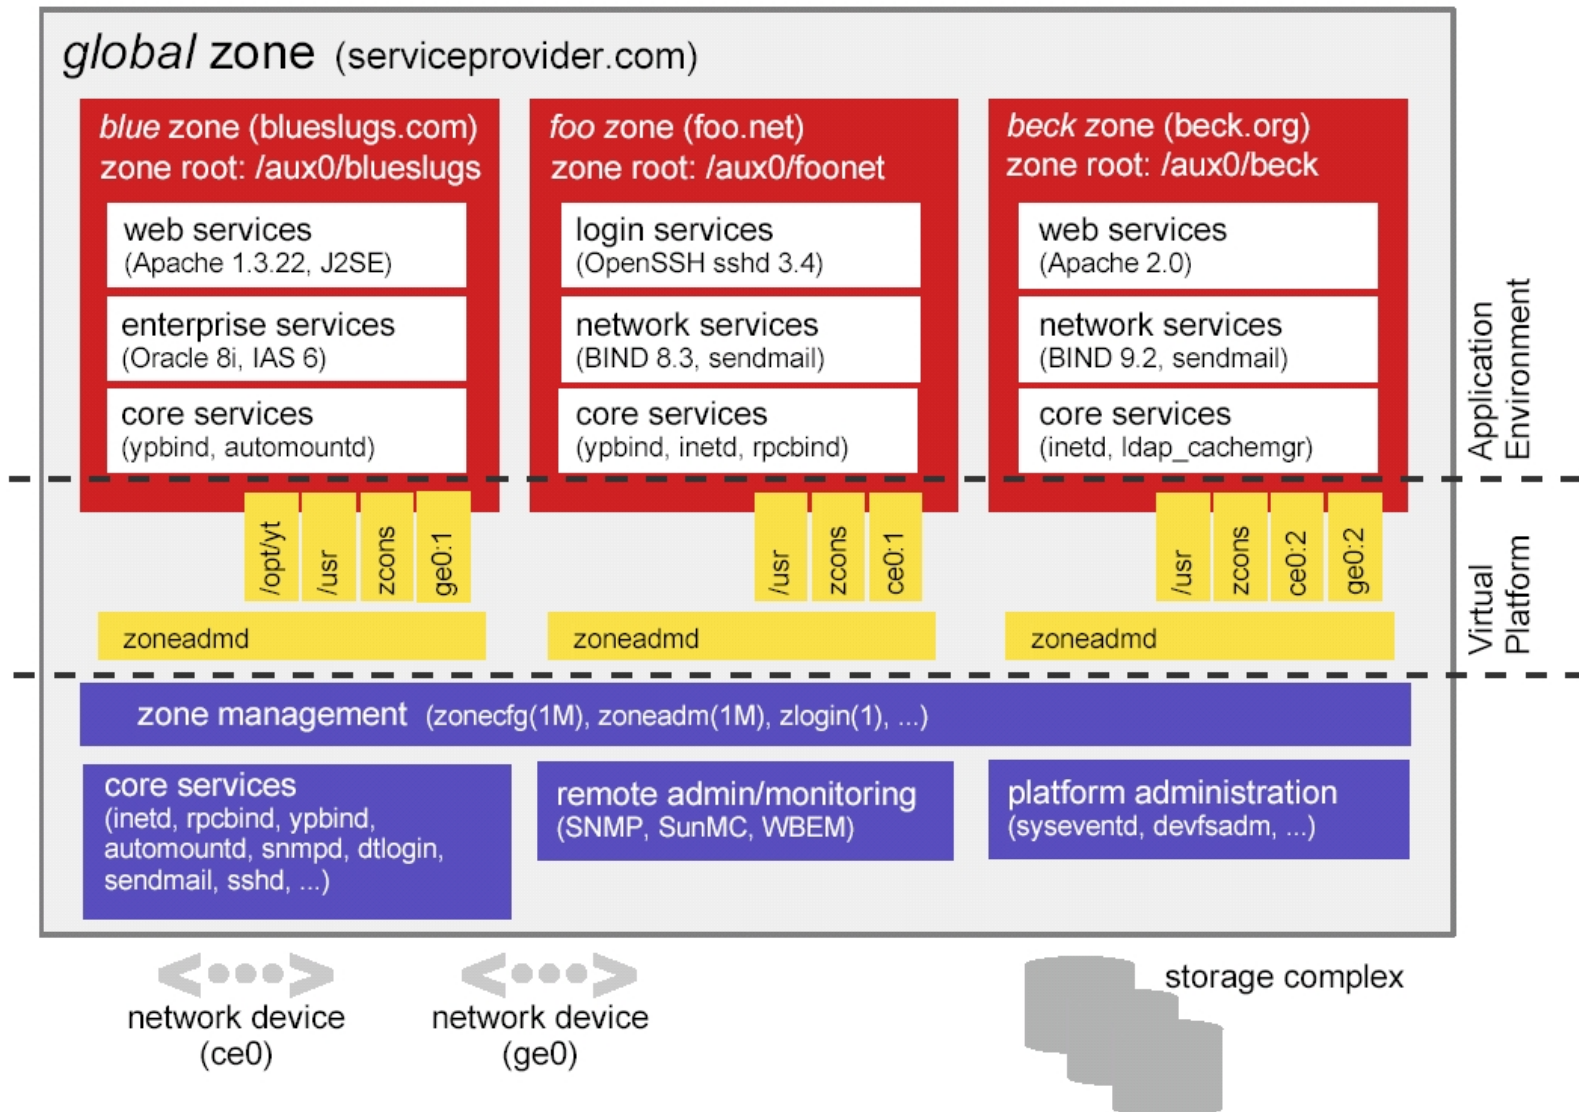 global zone (serviceprovider.com)
blue zone (blueslugs.com)
zone root: /aux0/blueslugs
web services
(Apache 1.3.22, J2SE)
enterprise services
(Oracle 8i, IAS 6)
core services
(ypbind, automountd)
foo zone (foo.net)
zone root: /aux0/foonet
login services
(OpenSSH sshd 3.4)
network services
(BIND 8.3, sendmail)
core services
(ypbind, inetd, rpcbind)
beck zone (beck.org)
zone root: /aux0/beck
web services
(Apache 2.0)
network services
(BIND 9.2, sendmail)
core services
(inetd, ldap_cachemgr)
Application
Environment
/opt/yt
/usr
zcons
ge0:1
zoneadmd
/usr
zcons
ce0:1
zoneadmd
/usr
zcons
ce0:2
ge0:2
zoneadmd
Virtual
Platform
zone management (zonecfg(1M), zoneadm(1M), zlogin(1), ...)
core services
(inetd, rpcbind, ypbind,
automountd, snmpd, dtlogin,
sendmail, sshd, ...)
remote admin/monitoring
(SNMP, SunMC, WBEM)
platform administration
(syseventd, devfsadm, ...)
network device
(ce0)
network device
(ge0)
storage complex